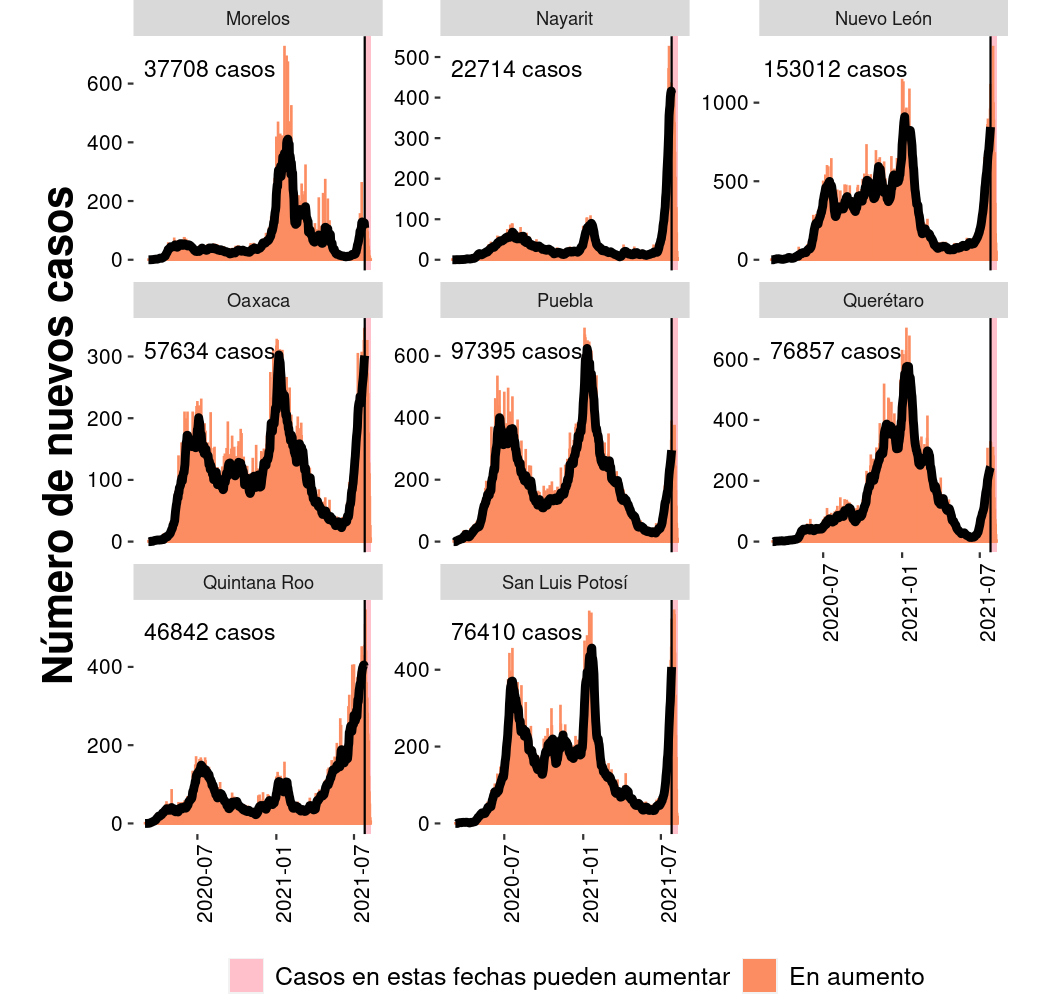 Número de nuevos casos
Morelos
Nayarit
Nuevo León
37708 casos
22714 casos
153012 casos
600
400
200
0
500
400
300
200
100
0
1000
500
0
Oaxaca
Puebla
Querétaro
57634 casos
97395 casos
76857 casos
300
200
100
0
600
400
200
0
600
400
200
0
2020-07
2021-01
2021-07
Quintana Roo
San Luis Potosí
46842 casos
76410 casos
400
200
0
400
200
0
2020-07
2021-01
2021-07
2020-07
2021-01
2021-07
Casos en estas fechas pueden aumentar
En aumento